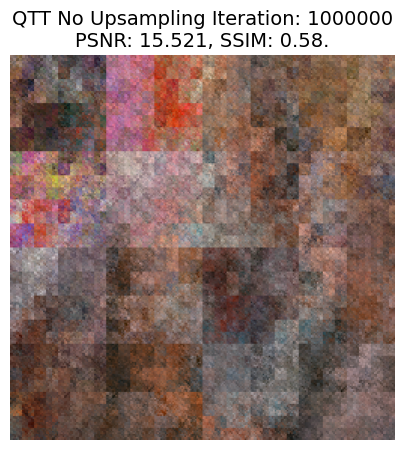 QTT No Upsampling Iteration: 1000000
PSNR: 15.521, SSIM: 0.58.